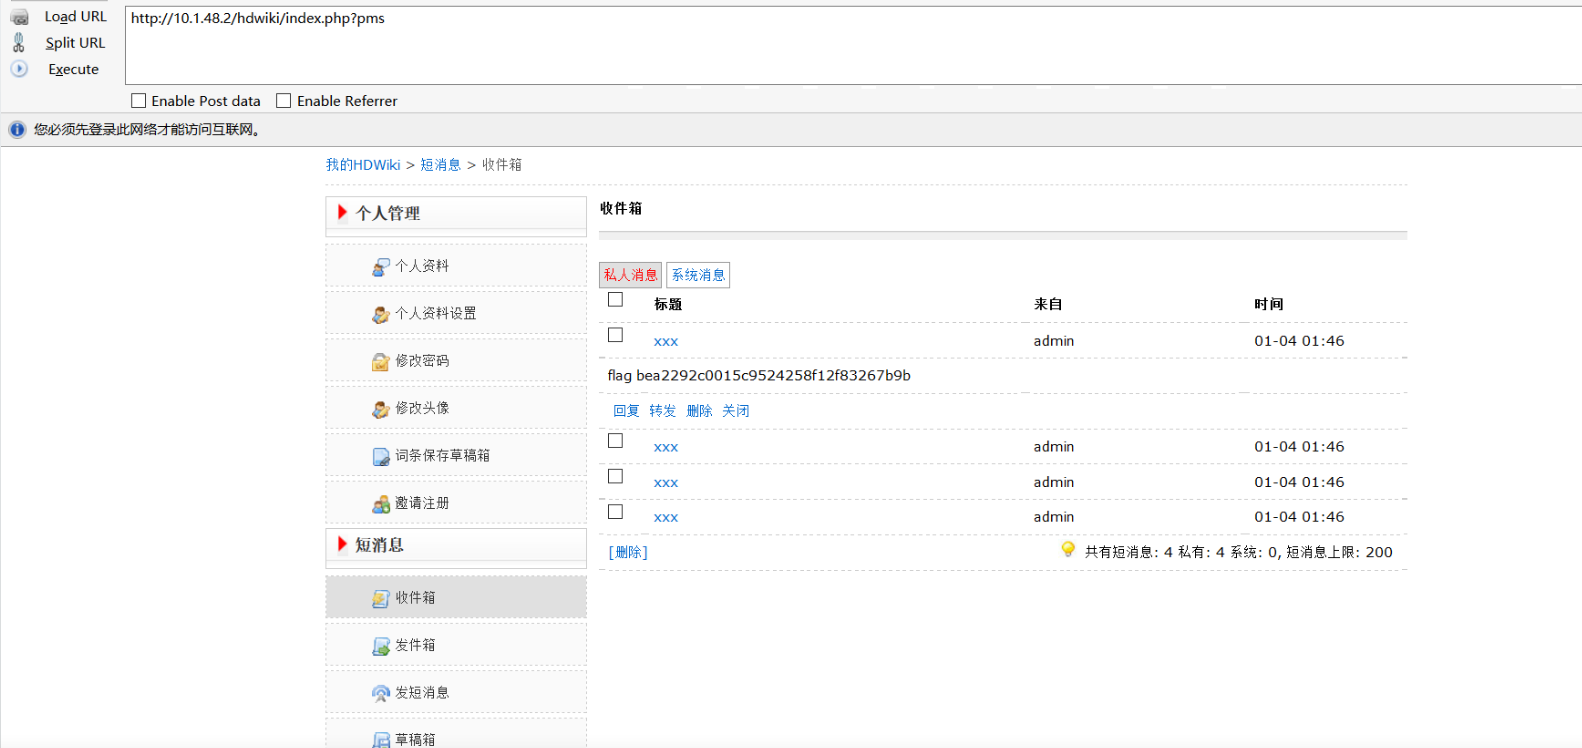 Load URL
http://10.1.48.2/hdwiki/index.php?pms
Split URL
Execute
Enable Post data Enable Referrer
您必须先登录此网络才能访问互联网。
我的HDWiki > 短消息 > 收件箱
个人管理
个人资料
个人资料设置
修改密码
修改头像
词条保存草稿箱
邀请注册
短消息
收件箱
发件箱
发短消息
草稿箱
收件箱
私人消息 系统消息
标题 来自 时间
xxx admin 01-04 01:46
flag bea2292c0015c9524258f12f83267b9b
回复 转发 删除 关闭
xxx admin 01-04 01:46
xxx admin 01-04 01:46
xxx admin 01-04 01:46
[删除] 共有短消息: 4 私有: 4 系统: 0, 短消息上限: 200